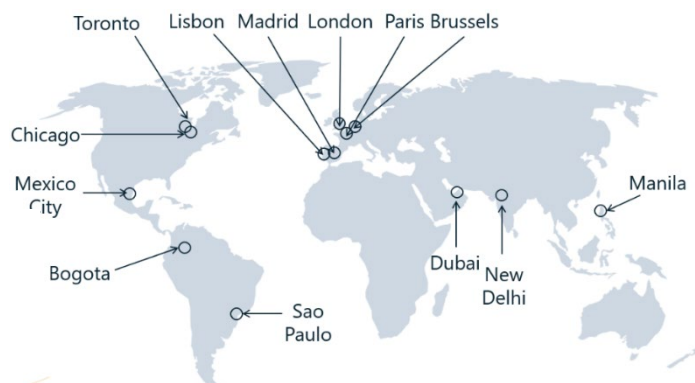 Toronto Lisbon Madrid London Paris Brussels
Chicago
Mexico
City
Manila
Bogota
Dubai
New
Delhi
Sao
Paulo